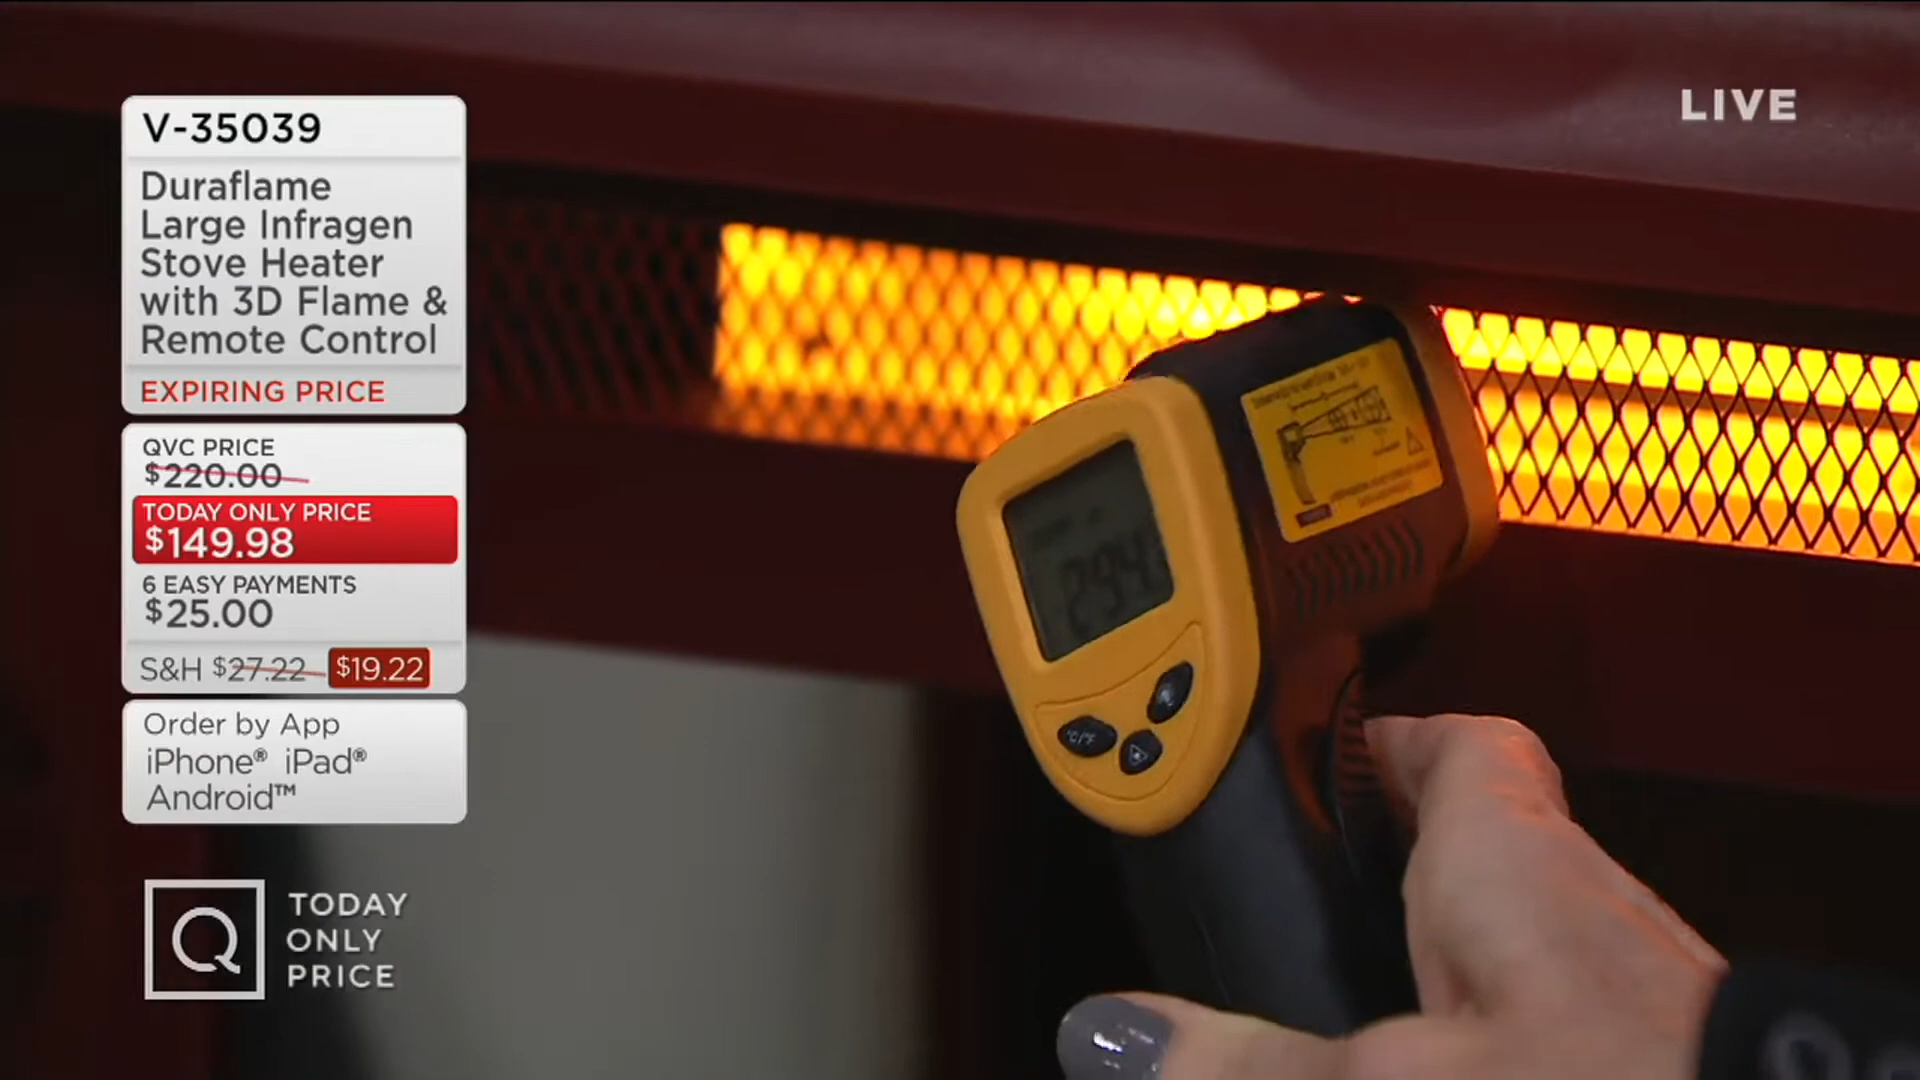 V-35039
Duraflame
Large Infragen
Stove Heater
with 3D Flame &
Remote Control
EXPIRING PRICE
QVC PRICE
$220.00
TODAY ONLY PRICE
$149.98
6 EASY PAYMENTS
$25.00
S&H $27.22 $19.22
Order by App
iPhone® iPad®
Android™
Q
TODAY
ONLY
PRICE
LIVE
294
°C/°F